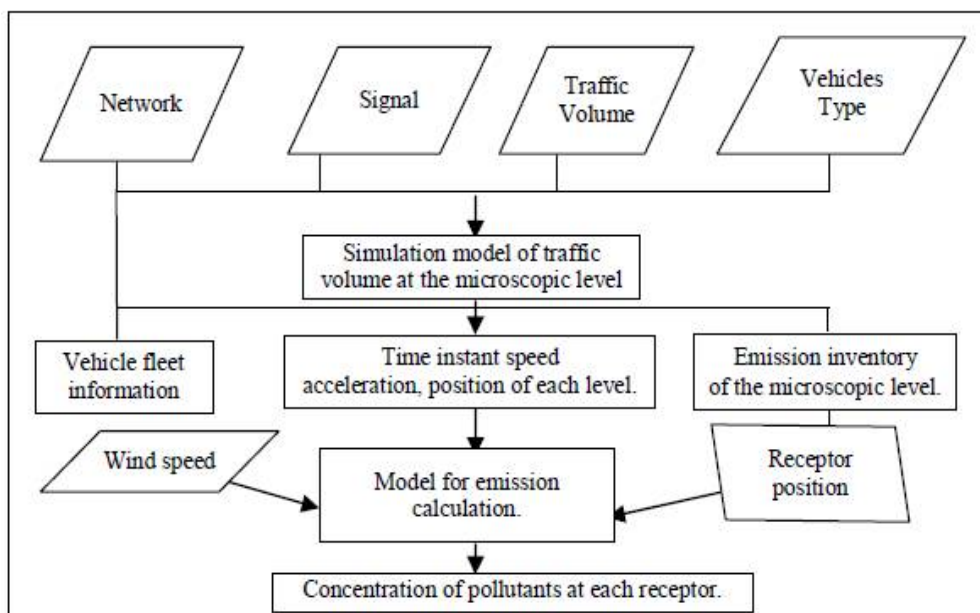 Network
Signal
Traffic
Volume
Vehicles
Type
Simulation model of traffic
volume at the microscopic level
Vehicle fleet
information
Time instant speed
acceleration, position of each level.
Emission inventory
of the microscopic level.
Wind speed
Model for emission
calculation.
Receptor
position
Concentration of pollutants at each receptor.